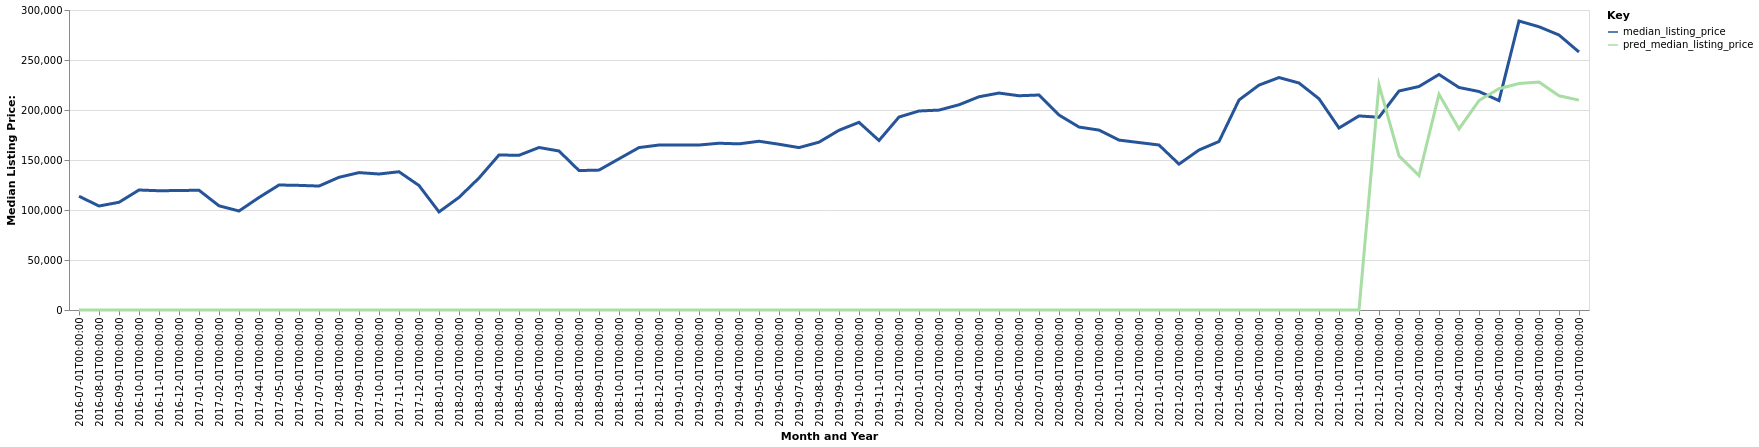 300,000
250,000
200,000
150,000
100,000
50,000
0
Median Listing Price:
2016-07-01T00:00:00
2016-08-01T00:00:00
2016-09-01T00:00:00
2016-10-01T00:00:00
2016-11-01T00:00:00
2016-12-01T00:00:00
2017-01-01T00:00:00
2017-02-01T00:00:00
2017-03-01T00:00:00
2017-04-01T00:00:00
2017-05-01T00:00:00
2017-06-01T00:00:00
2017-07-01T00:00:00
2017-08-01T00:00:00
2017-09-01T00:00:00
2017-10-01T00:00:00
2017-11-01T00:00:00
2017-12-01T00:00:00
2018-01-01T00:00:00
2018-02-01T00:00:00
2018-03-01T00:00:00
2018-04-01T00:00:00
2018-05-01T00:00:00
2018-06-01T00:00:00
2018-07-01T00:00:00
2018-08-01T00:00:00
2018-09-01T00:00:00
2018-10-01T00:00:00
2018-11-01T00:00:00
2018-12-01T00:00:00
2019-01-01T00:00:00
2019-02-01T00:00:00
2019-03-01T00:00:00
2019-04-01T00:00:00
2019-05-01T00:00:00
2019-06-01T00:00:00
2019-07-01T00:00:00
2019-08-01T00:00:00
2019-09-01T00:00:00
2019-10-01T00:00:00
2019-11-01T00:00:00
2019-12-01T00:00:00
2020-01-01T00:00:00
2020-02-01T00:00:00
2020-03-01T00:00:00
2020-04-01T00:00:00
2020-05-01T00:00:00
2020-06-01T00:00:00
2020-07-01T00:00:00
2020-08-01T00:00:00
2020-09-01T00:00:00
2020-10-01T00:00:00
2020-11-01T00:00:00
2020-12-01T00:00:00
2021-01-01T00:00:00
2021-02-01T00:00:00
2021-03-01T00:00:00
2021-04-01T00:00:00
2021-05-01T00:00:00
2021-06-01T00:00:00
2021-07-01T00:00:00
2021-08-01T00:00:00
2021-09-01T00:00:00
2021-10-01T00:00:00
2021-11-01T00:00:00
2021-12-01T00:00:00
2022-01-01T00:00:00
2022-02-01T00:00:00
2022-03-01T00:00:00
2022-04-01T00:00:00
2022-05-01T00:00:00
2022-06-01T00:00:00
2022-07-01T00:00:00
2022-08-01T00:00:00
2022-09-01T00:00:00
2022-10-01T00:00:00
Month and Year
Key
median_listing_price
pred_median_listing_price